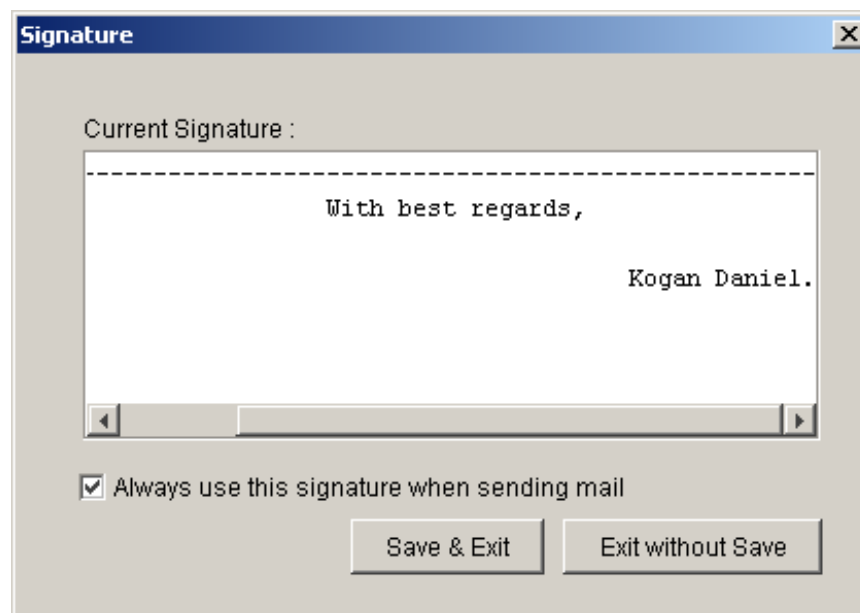 Signature
Current Signature :
------------------------------------------------------
With best regards,
Kogan Daniel.
Always use this signature when sending mail
Save & Exit Exit without Save